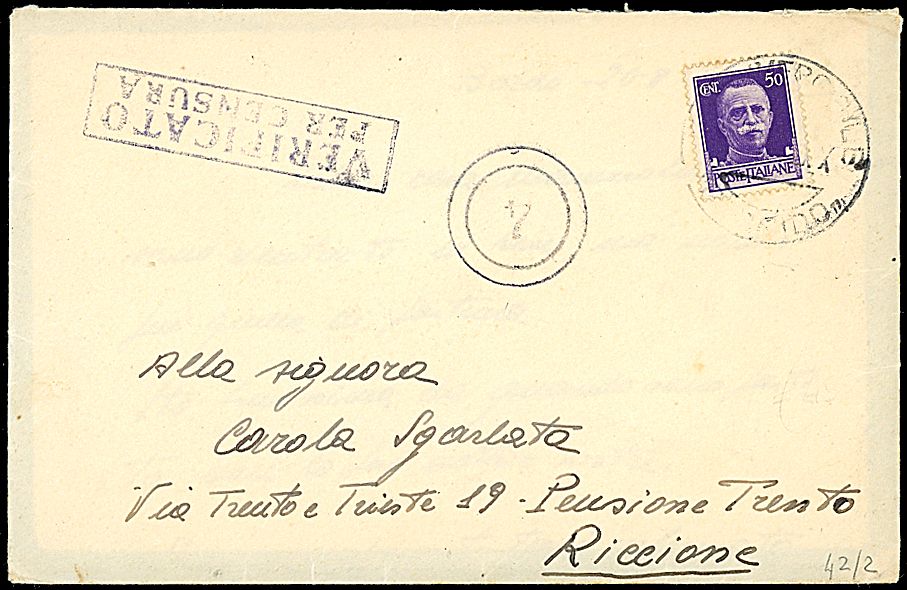 VERIFICATO
PER CENSURA
CENT. 50
POSTE ITALIANE
4
Alla signora
Carola Sgarlata
Via Trento e Trieste 19 - Pensione Trento
Riccione
42/2